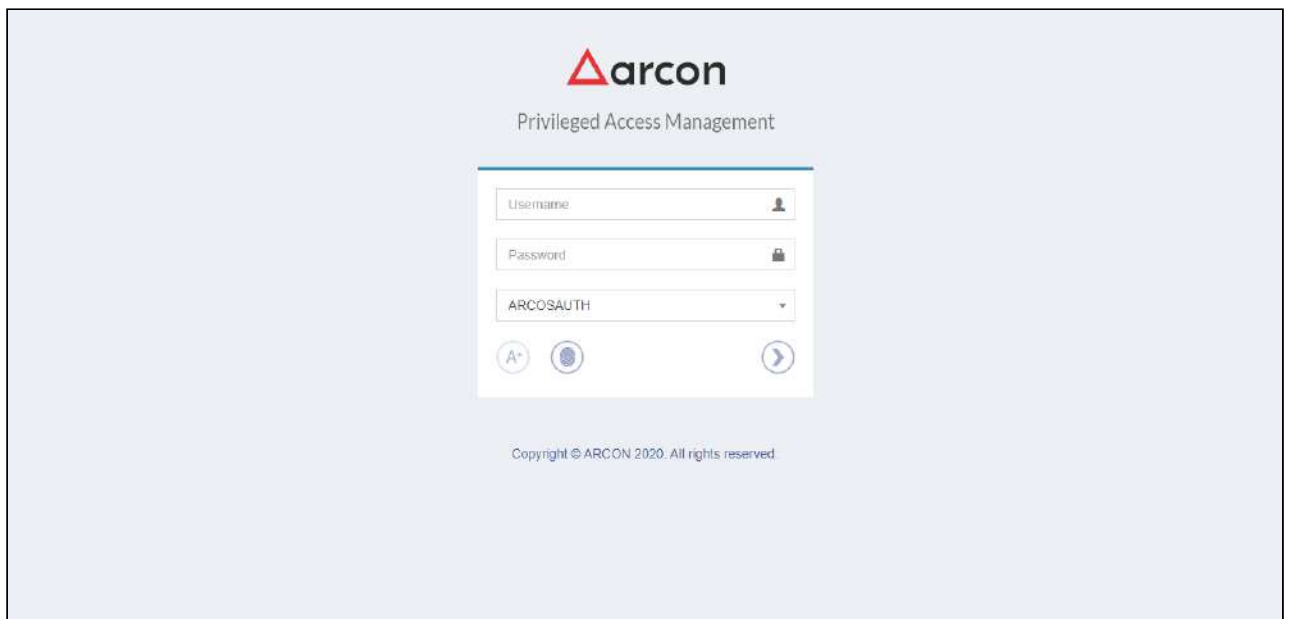 arcon
Privileged Access Management
Username
Password
ARCOSAUTH
A+
Copyright © ARCON 2020. All rights reserved.